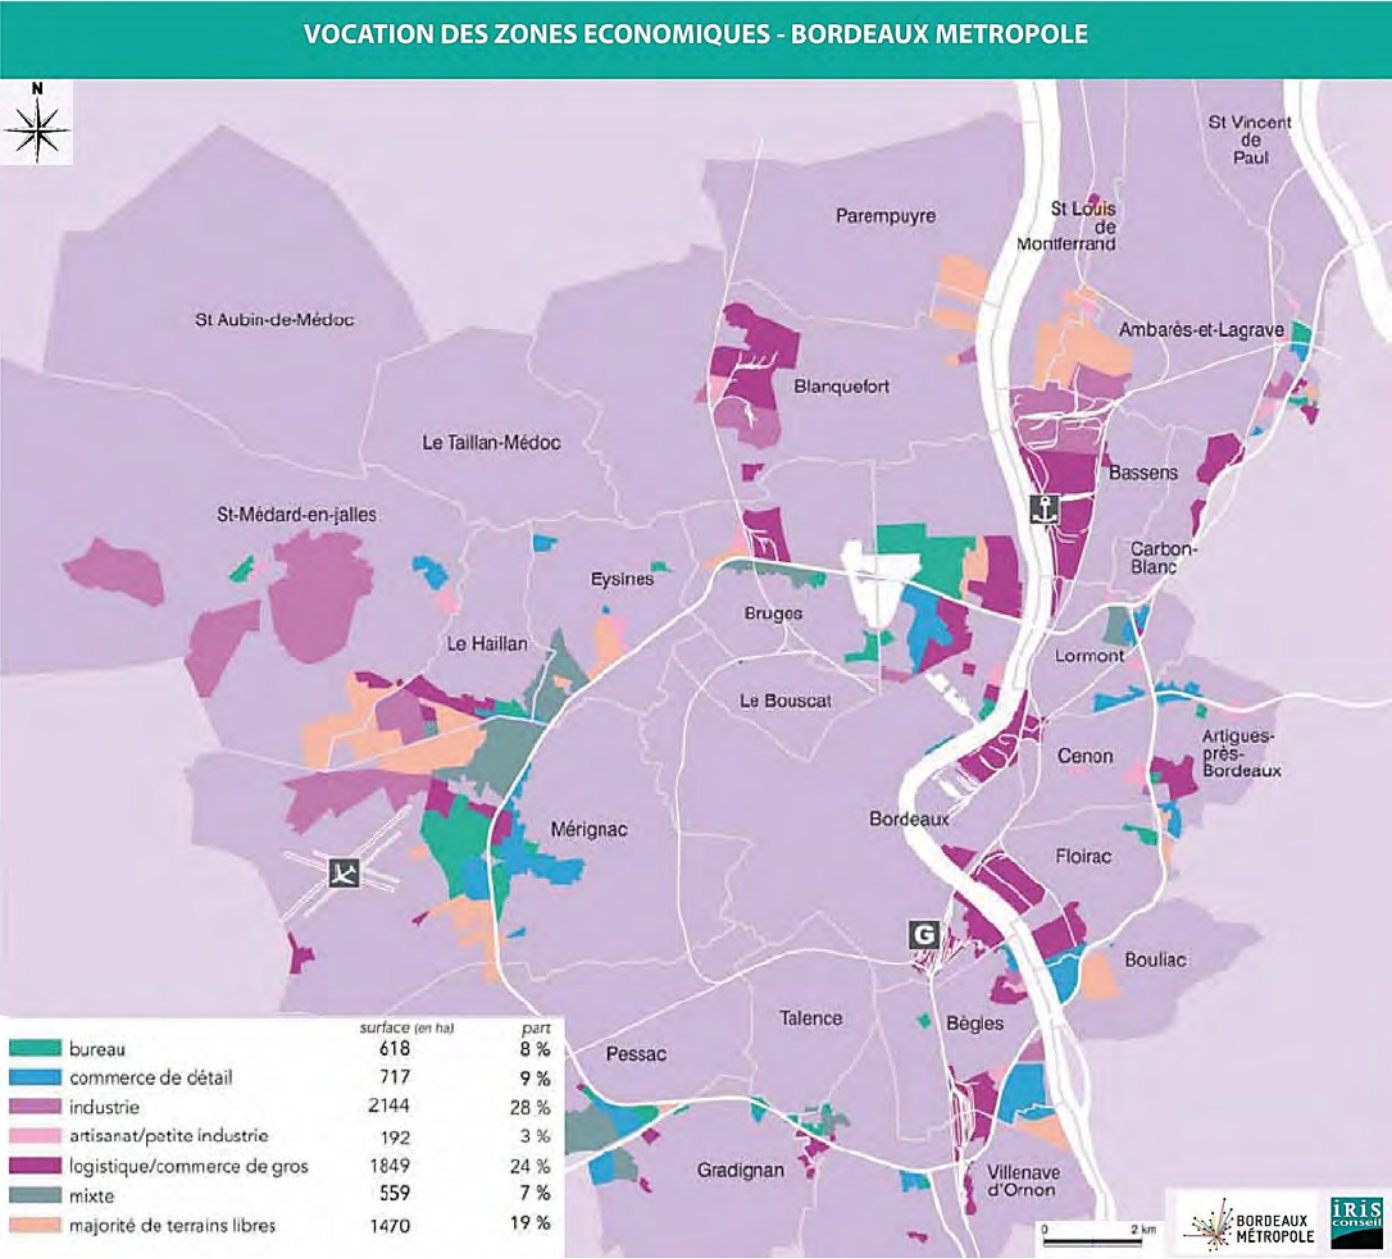 VOCATION DES ZONES ECONOMIQUES - BORDEAUX METROPOLE
N
St Vincent
de
Paul
Parempuyre
St Louis
de
Montferrand
St Aubin-de-Médoc
Ambarès-et-Lagrave
Blanquefort
Le Taillan-Médoc
Bassens
St-Médard-en-jalles
Carbon-
Blanc
Eysines
Bruges
Le Haillan
Lormont
Le Bouscat
Artigues-
près-
Bordeaux
Cenon
Bordeaux
Mérignac
Floirac
G
Bouliac
Talence
Bègles
Pessac
Gradignan
Villenave
d'Ornon
surface (en ha) part
bureau 618 8 %
commerce de détail 717 9 %
industrie 2144 28 %
artisanat/petite industrie 192 3 %
logistique/commerce de gros 1849 24 %
mixte 559 7 %
majorité de terrains libres 1470 19 %
0 2 km
BORDEAUX
MÉTROPOLE
iRiS
conseil